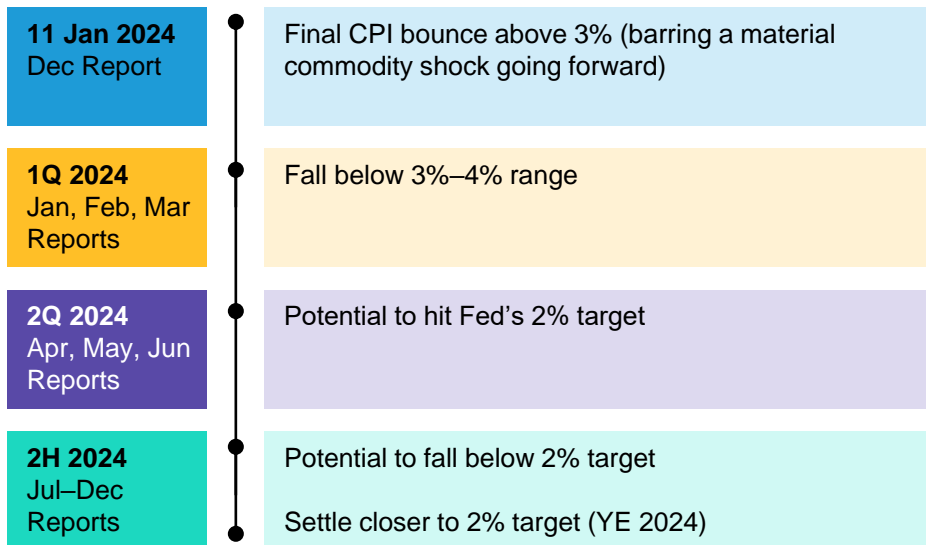 11 Jan 2024
Dec Report
Final CPI bounce above 3% (barring a material
commodity shock going forward)
1Q 2024
Jan, Feb, Mar
Reports
Fall below 3%–4% range
2Q 2024
Apr, May, Jun
Reports
Potential to hit Fed’s 2% target
2H 2024
Jul–Dec
Reports
Potential to fall below 2% target
Settle closer to 2% target (YE 2024)